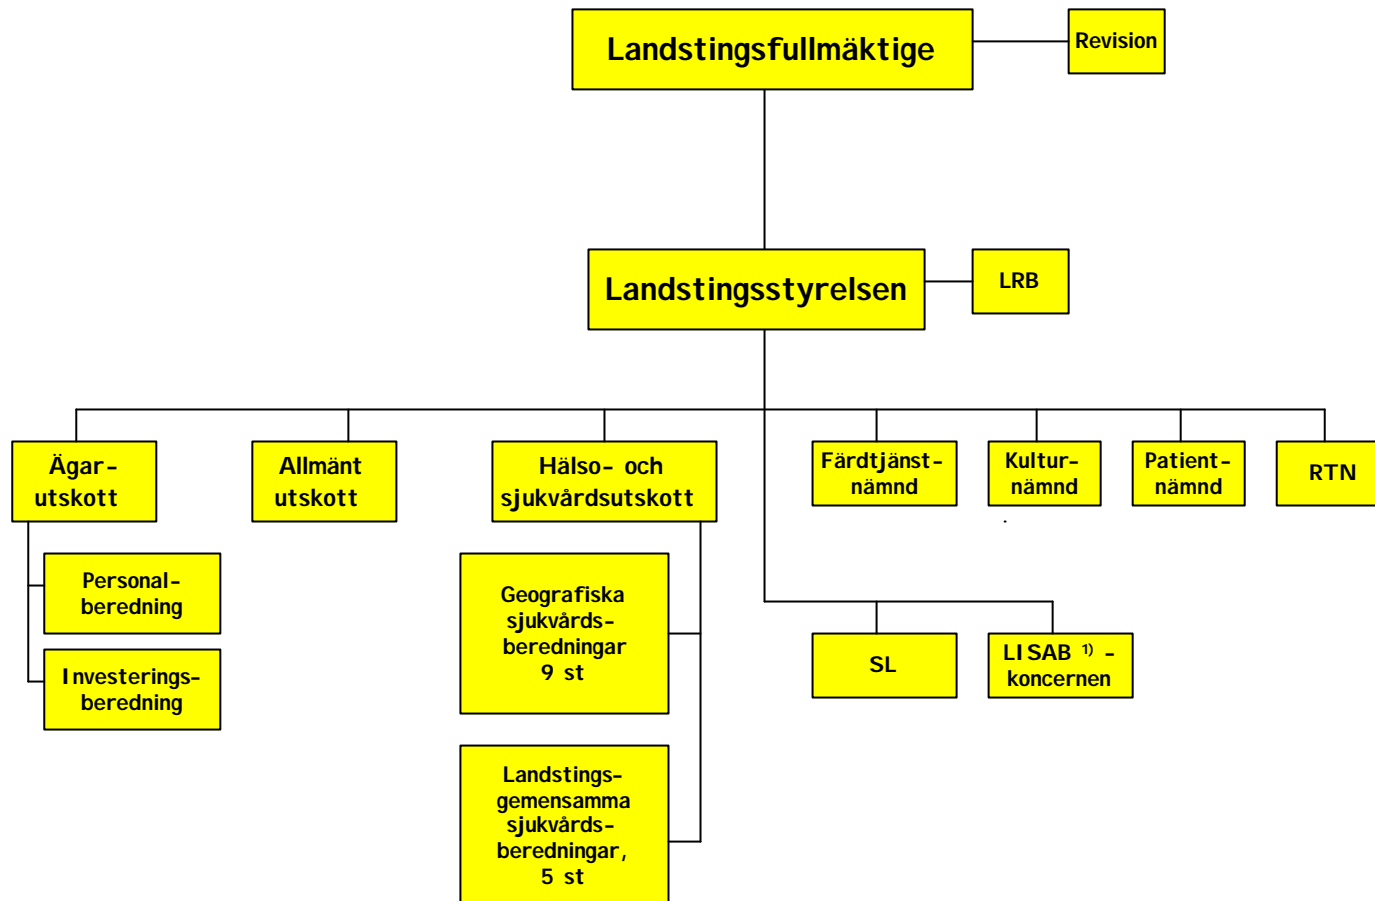 Landstingsfullmäktige
Revision
Landstingsstyrelsen
LRB
Ägar-
utskott
Allmänt
utskott
Hälso- och
sjukvårdsutskott
Färdtjänst-
nämnd
Kultur-
nämnd
Patient-
nämnd
RTN
Personal-
beredning
Investerings-
beredning
Geografiska
sjukvårds-
beredningar
9 st
Landstings-
gemensamma
sjukvårds-
beredningar,
5 st
SL
LISAB 1) -
koncernen